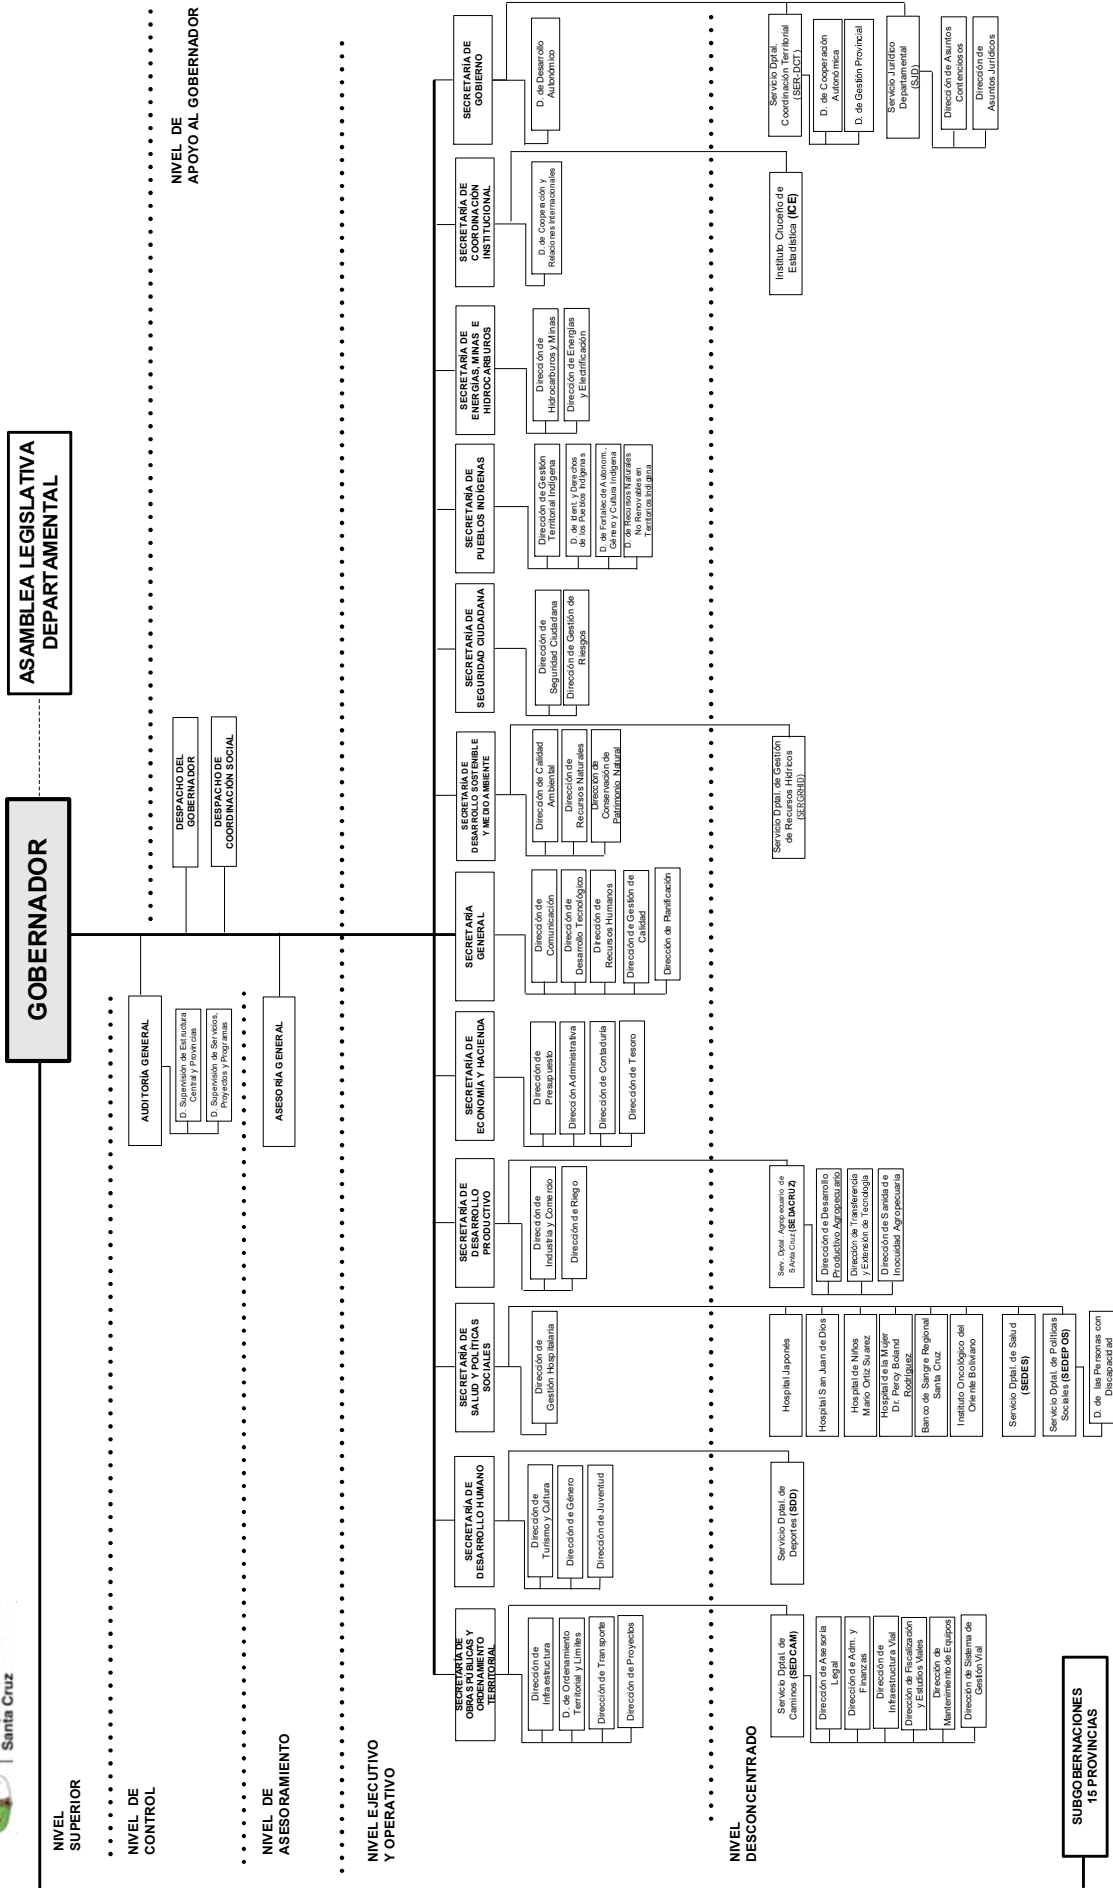 Santa Cruz
GOBERNADOR
ASAMBLEA LEGISLATIVA
DEPARTAMENTAL
NIVEL
SUPERIOR
NIVEL DE
CONTROL
AUDITORÍA GENERAL
D. Supervisión de Estructura
Central y Provincias
D. Supervisión de Servicios,
Proyectos y Programas
NIVEL DE
APOYO AL GOBERNADOR
DESPACHO DEL
GOBERNADOR
DESPACHO DE
COORDINACIÓN SOCIAL
NIVEL DE
ASESORAMIENTO
ASESORÍA GENERAL
NIVEL EJECUTIVO
Y OPERATIVO
SECRETARÍA DE
OBRAS PÚBLICAS Y
ORDENAMIENTO
TERRITORIAL
Dirección de
Infraestructura
D. de Ordenamiento
Territorial y Límites
Dirección de Transporte
Dirección de Proyectos
SECRETARÍA DE
DESARROLLO HUMANO
Dirección de
Turismo y Cultura
Dirección de Género
Dirección de Juventud
SECRETARÍA DE
SALUD Y POLÍTICAS
SOCIALES
Dirección de
Gestión Hospitalaria
SECRETARÍA DE
DESARROLLO
PRODUCTIVO
Dirección de
Industria y Comercio
Dirección de Riego
SECRETARÍA DE
ECONOMÍA Y HACIENDA
Dirección de
Presupuesto
Dirección Administrativa
Dirección de Contaduría
Dirección de Tesoro
SECRETARÍA
GENERAL
Dirección de
Comunicación
Dirección de
Desarrollo Tecnológico
Dirección de
Recursos Humanos
Dirección de Gestión de
Calidad
Dirección de Planificación
SECRETARÍA DE
DESARROLLO SOSTENIBLE
Y MEDIO AMBIENTE
Dirección de Calidad
Ambiental
Dirección de
Recursos Naturales
Dirección de
Conservación de
Patrimonio Natural
SECRETARÍA DE
SEGURIDAD CIUDADANA
Dirección de
Seguridad Ciudadana
Dirección de Gestión de
Riesgos
SECRETARÍA DE
PUEBLOS INDÍGENAS
Dirección de Gestión
Territorial Indígena
D. de Ident. y Derechos
de los Pueblos Indígenas
D. de Fortalec de Autonom.,
Género y Cultura Indígena
D. de Recursos Naturales
No Renovables en
Territorios Indígena
SECRETARÍA DE
ENERGÍAS, MINAS E
HIDROCARBUROS
Dirección de
Hidrocarburos y Minas
Dirección de Energías
y Electrificación
SECRETARÍA DE
COORDINACIÓN
INSTITUCIONAL
D. de Cooperación y
Relaciones Internacionales
SECRETARÍA DE
GOBIERNO
D. de Desarrollo
Autonómico
NIVEL
DESCONCENTRADO
Servicio Dptal. de
Caminos (SEDCAM)
Dirección de Asesoría
Legal
Dirección de Adm. y
Finanzas
Dirección de
Infraestructura Vial
Dirección de Fiscalización
y Estudios Viales
Dirección de
Mantenimiento de Equipos
Dirección de Sistema de
Gestión Vial
Servicio Dptal. de
Deportes (SDD)
Hospital Japonés
Hospital San Juan de Dios
Hospital de Niños
Mario Ortiz Suarez
Hospital de la Mujer
Dr. Percy Boland
Rodríguez
Banco de Sangre Regional
Santa Cruz
Instituto Oncológico del
Oriente Boliviano
Servicio Dptal. de Salud
(SEDES)
Servicio Dptal. de Políticas
Sociales (SEDEPOS)
D. de las Personas con
Discapacidad
Serv. Dptal. Agropecuario de
SAnta Cruz (SEDACRUZ)
Dirección de Desarrollo
Productivo Agropecuario
Dirección de Transferencia
y Extensión de Tecnología
Dirección de Sanida de
Inocuidad Agropecuaria
Servicio Dptal. de Gestión
de Recursos Hídricos
(SERGRHID)
Instituto Cruceño de
Estadística (ICE)
Servicio Dptal.
Coordinación Territorial
(SER-DCT)
D. de Cooperación
Autonómica
D. de Gestión Provincial
Servicio Jurídico
Departamental
(SJD)
Dirección de Asuntos
Contenciosos
Dirección de
Asuntos Jurídicos
SUBGOBERNACIONES
15 PROVINCIAS